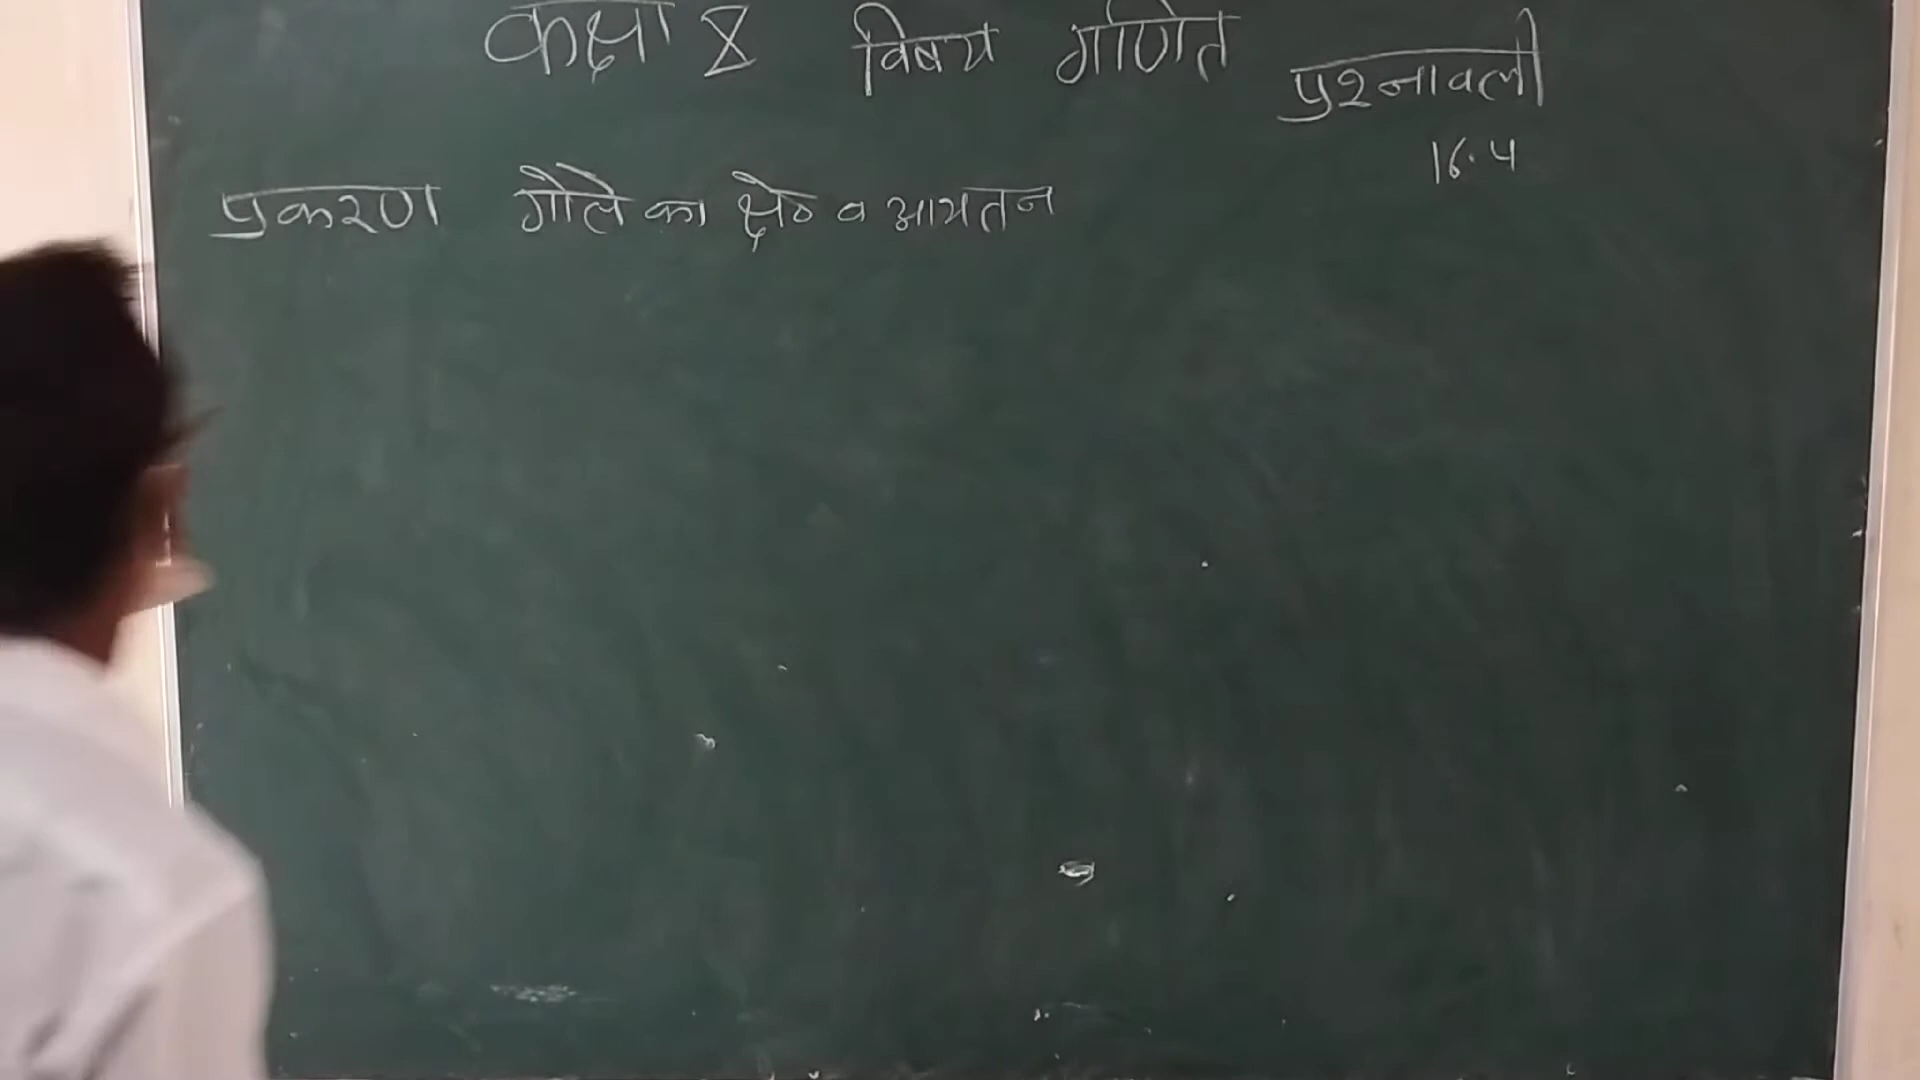 कक्षा 8 विषय गणित
प्रश्नावली
16.4
प्रकरण गोले का क्षे० व आयतन